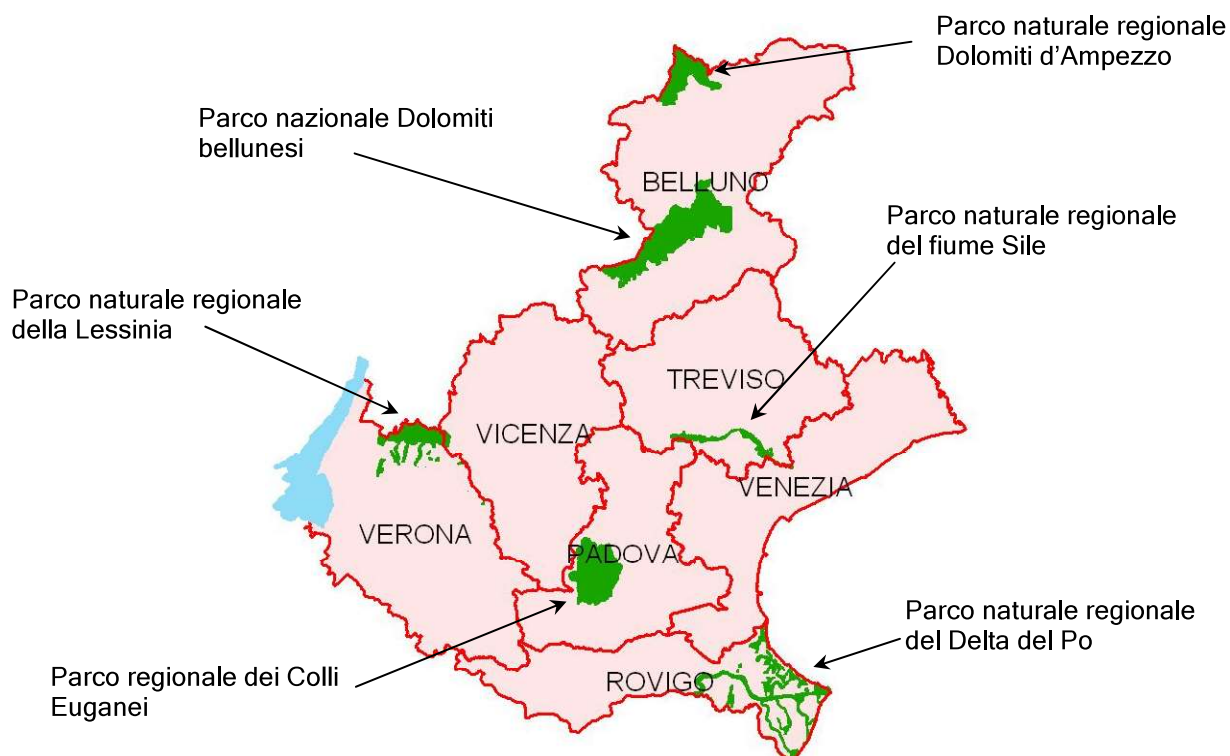 Parco naturale regionale
Dolomiti d’Ampezzo
Parco nazionale Dolomiti
bellunesi
BELLUNO
Parco naturale regionale
del fiume Sile
Parco naturale regionale
della Lessinia
TREVISO
VICENZA
VENEZIA
VERONA
PADOVA
Parco naturale regionale
del Delta del Po
Parco regionale dei Colli
Euganei
ROVIGO